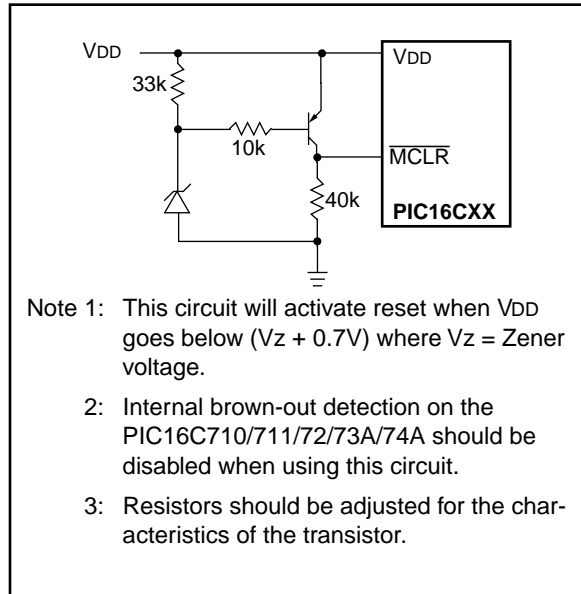 VDD
VDD
33k
10k
MCLR
40k
PIC16CXX
Note 1: This circuit will activate reset when VDD
goes below (Vz + 0.7V) where Vz = Zener
voltage.
2: Internal brown-out detection on the
PIC16C710/711/72/73A/74A should be
disabled when using this circuit.
3: Resistors should be adjusted for the char-
acteristics of the transistor.